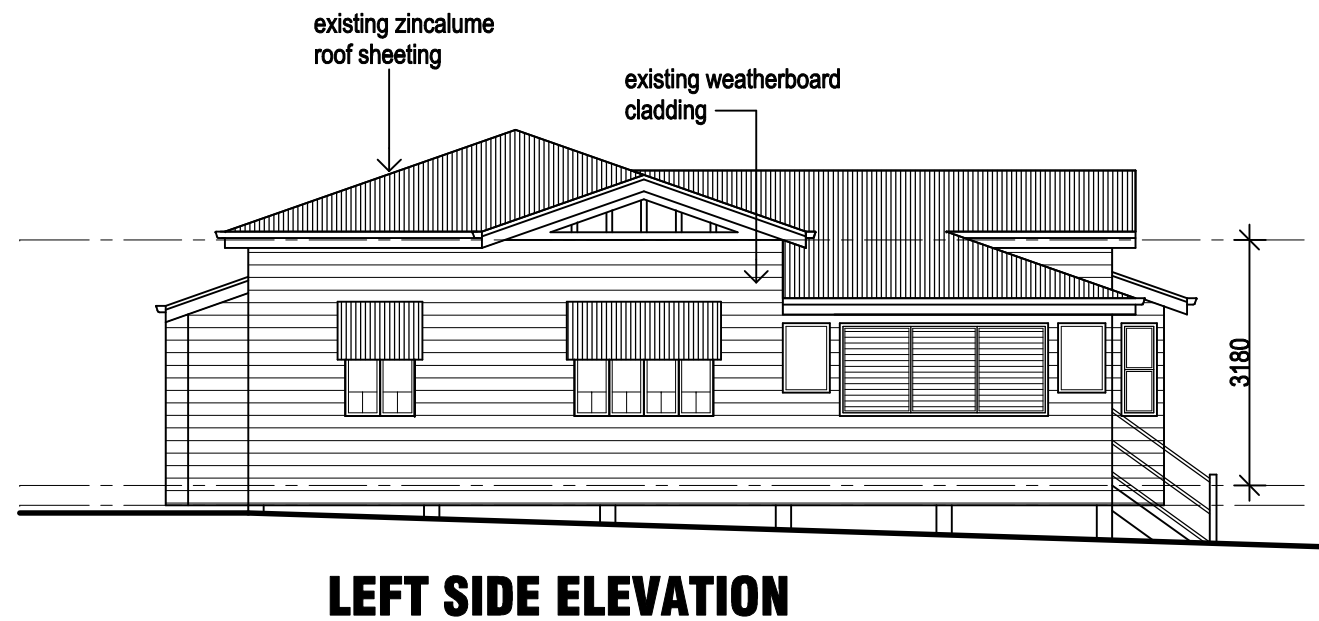 existing zincalume
roof sheeting
existing weatherboard
cladding
3180
LEFT SIDE ELEVATION